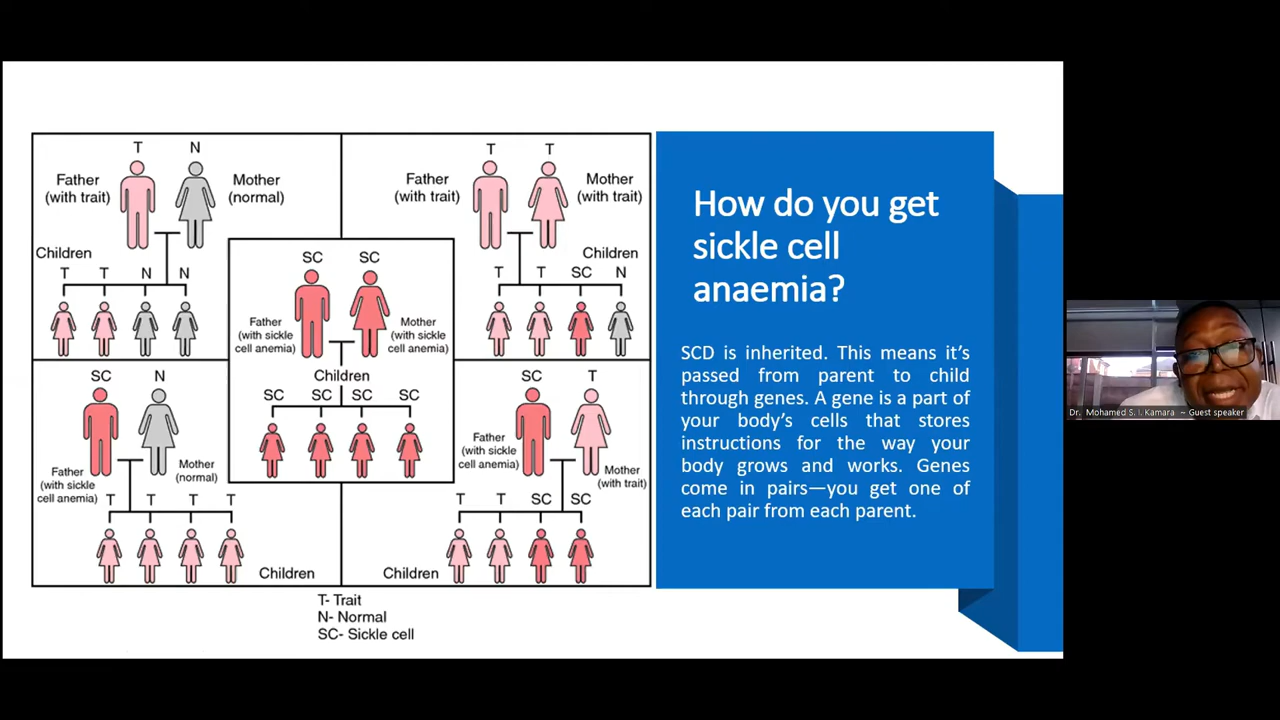 T N
Father
(with trait)
Mother
(normal)
Children
T T N N
T T
Father
(with trait)
Mother
(with trait)
Children
T T SC N
SC SC
Father
(with sickle
cell anemia)
Mother
(with sickle
cell anemia)
Children
SC SC SC SC
SC N
Father
(with sickle
cell anemia)
Mother
(normal)
T T T T
Children
SC T
Father
(with sickle
cell anemia)
Mother
(with trait)
T T SC SC
Children
T- Trait
N- Normal
SC- Sickle cell
How do you get
sickle cell
anaemia?
SCD is inherited. This means it’s
passed from parent to child
through genes. A gene is a part of
your body’s cells that stores
instructions for the way your
body grows and works. Genes
come in pairs—you get one of
each pair from each parent.
Dr. Mohamed S. I. Kamara ~ Guest speaker